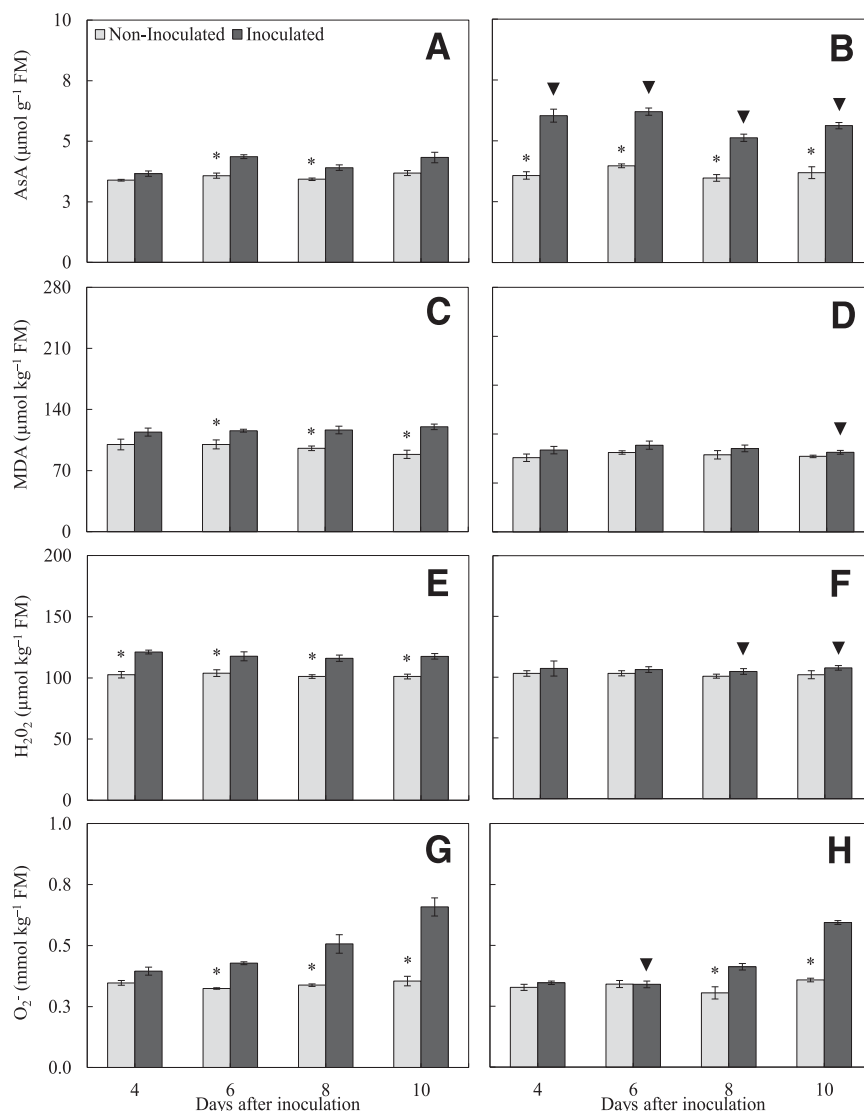 Non-Inoculated Inoculated
A
B
AsA (μmol g⁻¹ FM)
10
8
5
3
0
* *
* * * *
C
D
MDA (μmol kg⁻¹ FM)
280
210
140
70
0
* * *
E
F
H₂0₂ (μmol kg⁻¹ FM)
200
150
100
50
0
* * * *
G
H
O₂⁻ (mmol kg⁻¹ FM)
1.0
0.8
0.5
0.3
0.0
* * *
* *
4 6 8 10
4 6 8 10
Days after inoculation
Days after inoculation